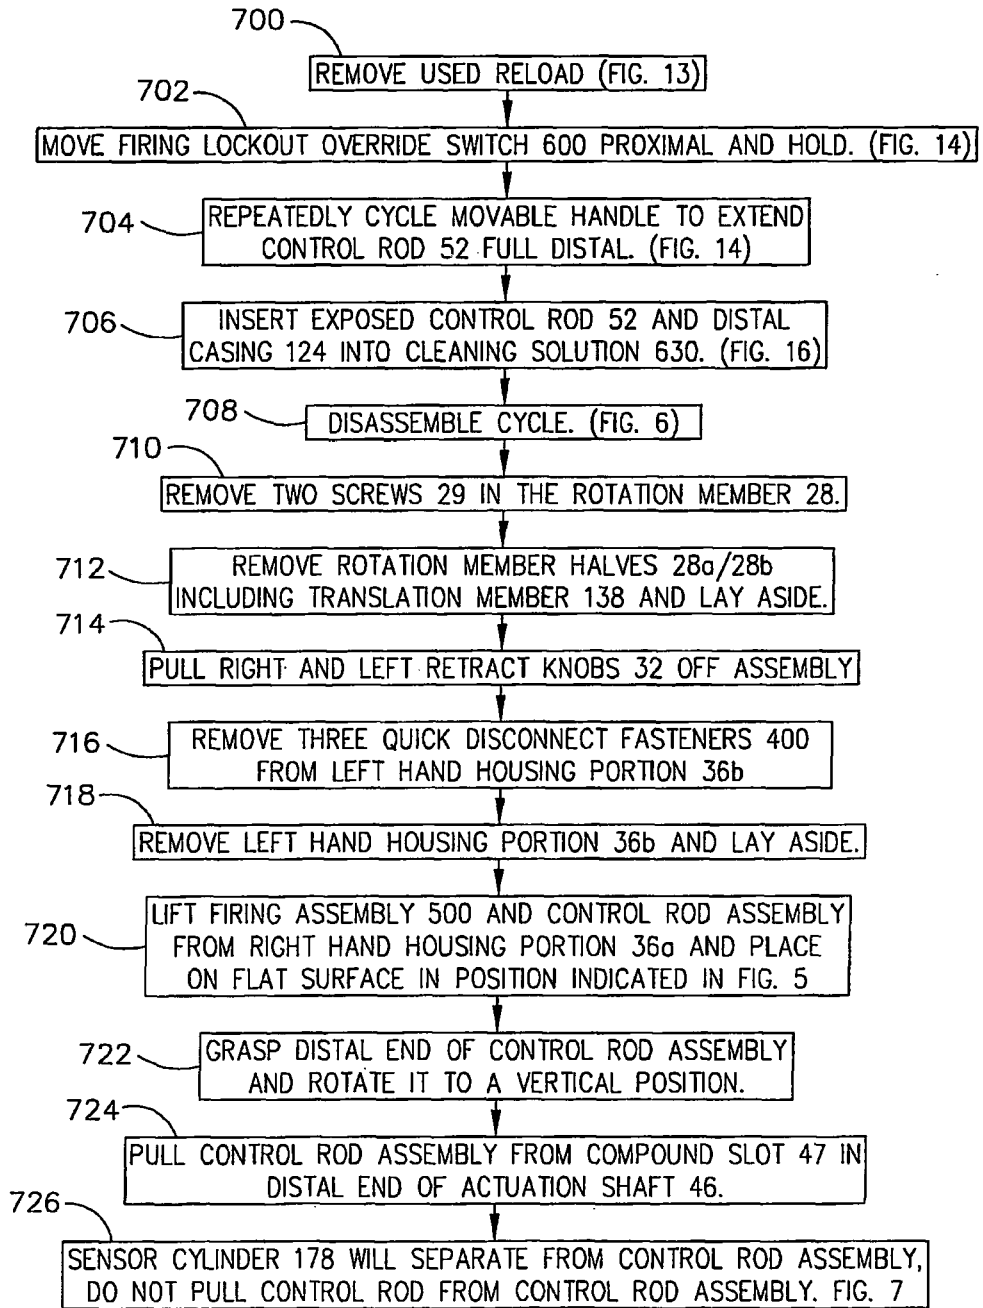 700
REMOVE USED RELOAD (FIG. 13)
702
MOVE FIRING LOCKOUT OVERRIDE SWITCH 600 PROXIMAL AND HOLD. (FIG. 14)
704
REPEATEDLY CYCLE MOVABLE HANDLE TO EXTEND
CONTROL ROD 52 FULL DISTAL. (FIG. 14)
706
INSERT EXPOSED CONTROL ROD 52 AND DISTAL
CASING 124 INTO CLEANING SOLUTION 630. (FIG. 16)
708
DISASSEMBLE CYCLE. (FIG. 6)
710
REMOVE TWO SCREWS 29 IN THE ROTATION MEMBER 28.
712
REMOVE ROTATION MEMBER HALVES 28a/28b
INCLUDING TRANSLATION MEMBER 138 AND LAY ASIDE.
714
PULL RIGHT AND LEFT RETRACT KNOBS 32 OFF ASSEMBLY
716
REMOVE THREE QUICK DISCONNECT FASTENERS 400
FROM LEFT HAND HOUSING PORTION 36b
718
REMOVE LEFT HAND HOUSING PORTION 36b AND LAY ASIDE.
720
LIFT FIRING ASSEMBLY 500 AND CONTROL ROD ASSEMBLY
FROM RIGHT HAND HOUSING PORTION 36a AND PLACE
ON FLAT SURFACE IN POSITION INDICATED IN FIG. 5
722
GRASP DISTAL END OF CONTROL ROD ASSEMBLY
AND ROTATE IT TO A VERTICAL POSITION.
724
PULL CONTROL ROD ASSEMBLY FROM COMPOUND SLOT 47 IN
DISTAL END OF ACTUATION SHAFT 46.
726
SENSOR CYLINDER 178 WILL SEPARATE FROM CONTROL ROD ASSEMBLY,
DO NOT PULL CONTROL ROD FROM CONTROL ROD ASSEMBLY. FIG. 7